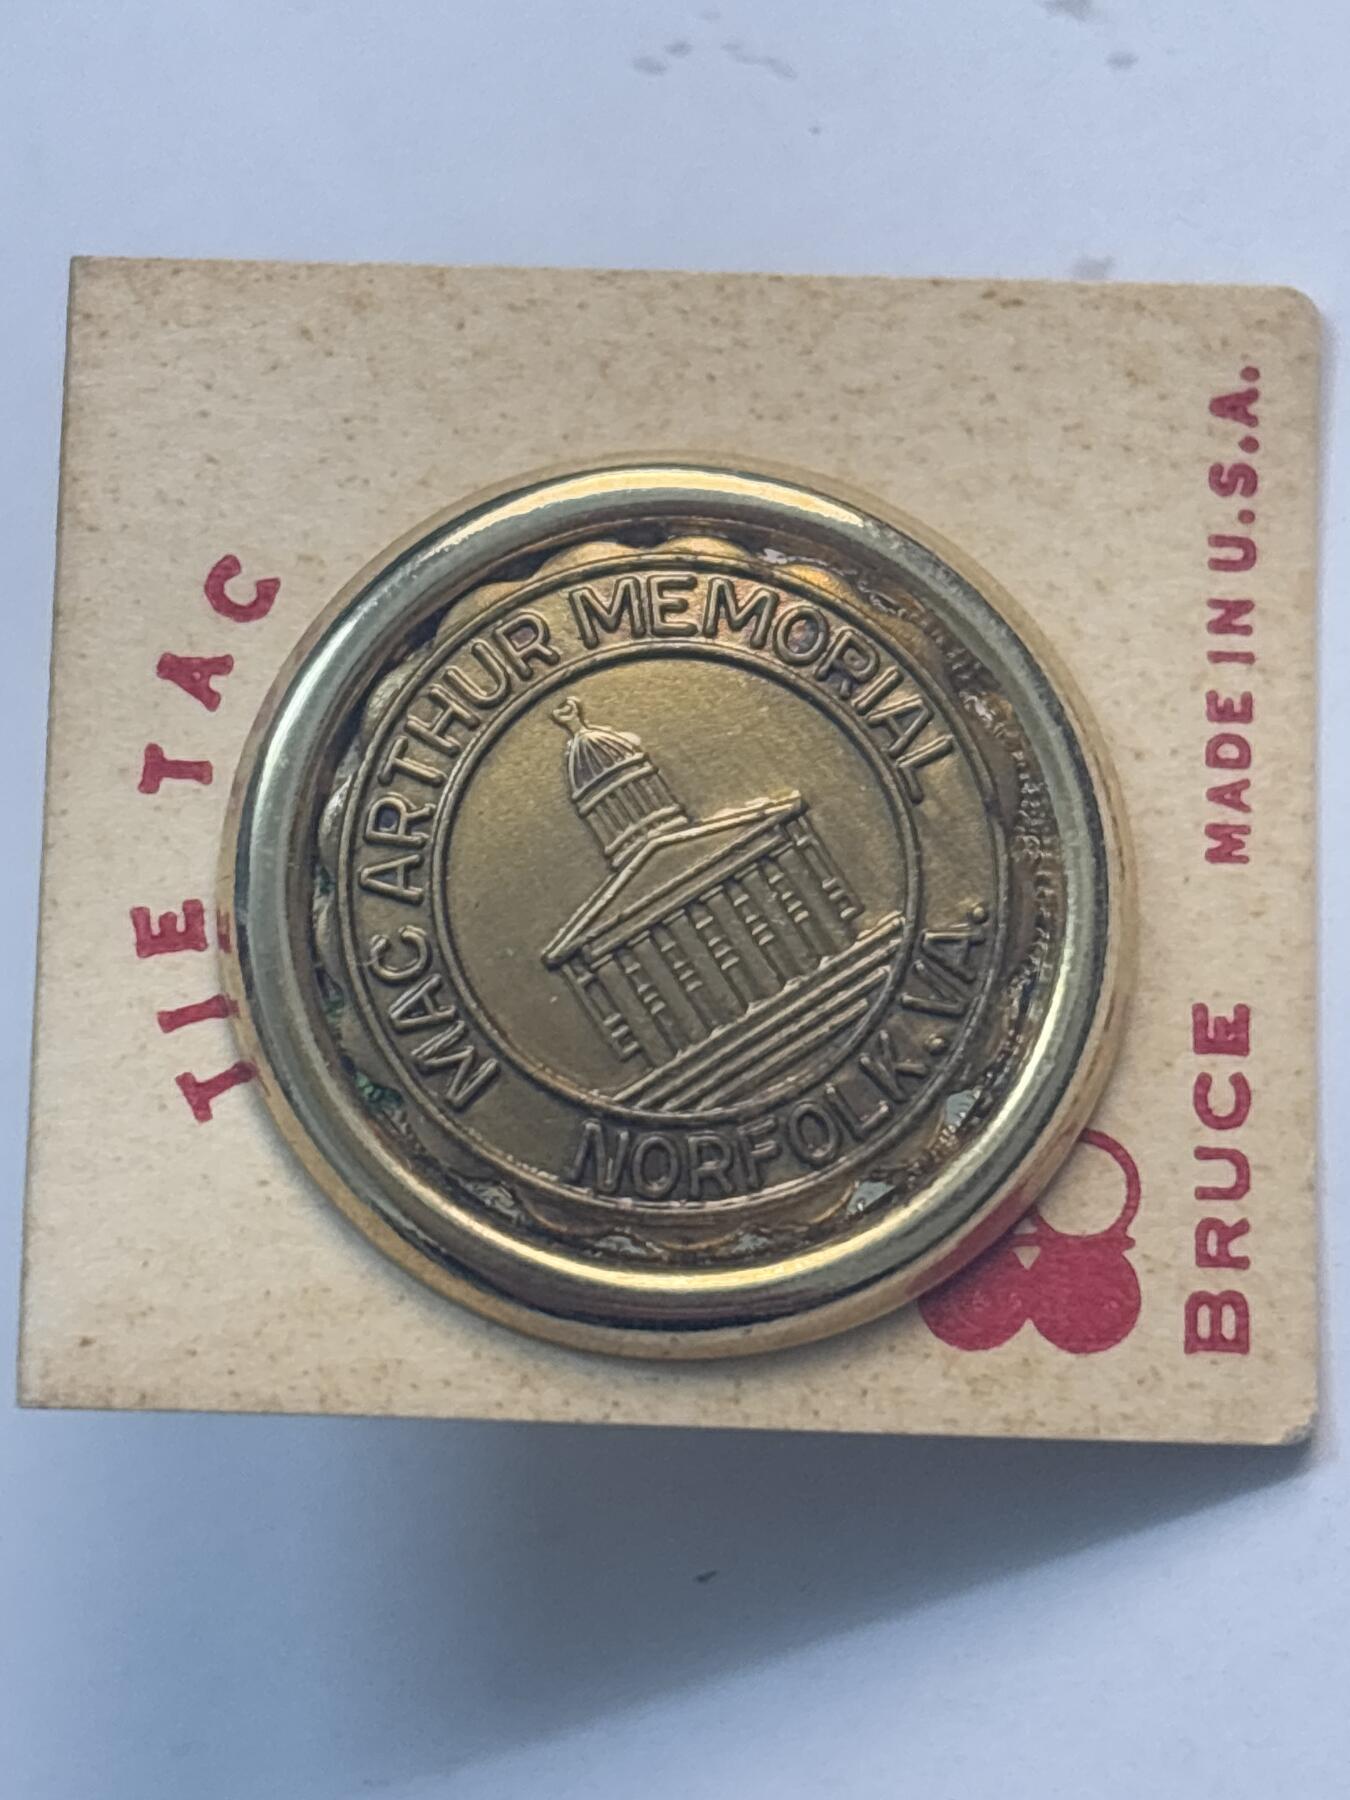 TIE TAC
MAC ARTHUR MEMORIAL
NORFOLK.VA.
BRUCE MADE IN U.S.A.